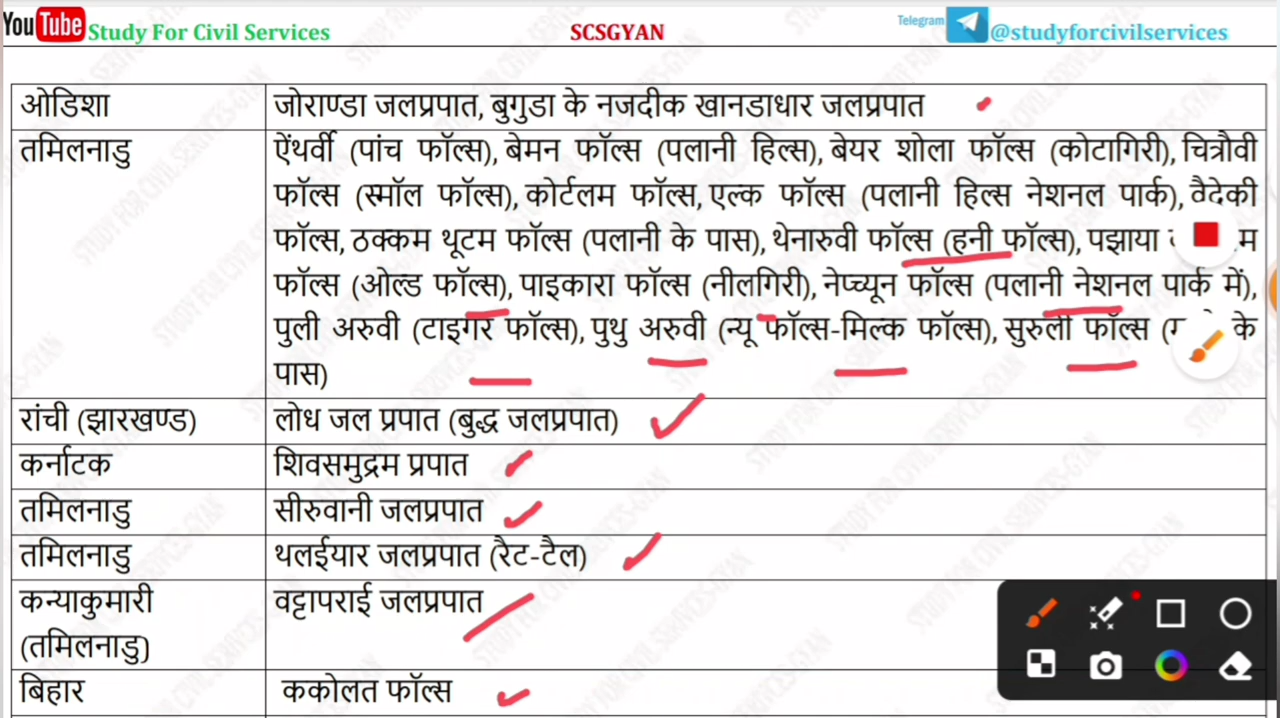 YouTube Study For Civil Services SCSGYAN Telegram @studyforcivilservices
ओडिशा जोराण्डा जलप्रपात, बुगुडा के नजदीक खानडाधार जलप्रपात
तमिलनाडु ऐंथर्वी (पांच फॉल्स), बेमन फॉल्स (पलानी हिल्स), बेयर शोला फॉल्स (कोटागिरी), चित्रौवी
फॉल्स (स्मॉल फॉल्स), कोर्टलम फॉल्स, एल्क फॉल्स (पलानी हिल्स नेशनल पार्क), वैदेकी
फॉल्स, ठक्कम थूटम फॉल्स (पलानी के पास), थेनारुवी फॉल्स (हनी फॉल्स), पझाया
फॉल्स (ओल्ड फॉल्स), पाइकारा फॉल्स (नीलगिरी), नेप्च्यून फॉल्स (पलानी नेशनल पार्क में),
पुली अरुवी (टाइगर फॉल्स), पुथु अरुवी (न्यू फॉल्स-मिल्क फॉल्स), सुरुली फॉल्स के
पास)
रांची (झारखण्ड) लोध जल प्रपात (बुद्ध जलप्रपात)
कर्नाटक शिवसमुद्रम प्रपात
तमिलनाडु सीरुवानी जलप्रपात
तमिलनाडु थलईयार जलप्रपात (रैट-टैल)
कन्याकुमारी वट्टापराई जलप्रपात
(तमिलनाडु)
बिहार ककोलत फॉल्स